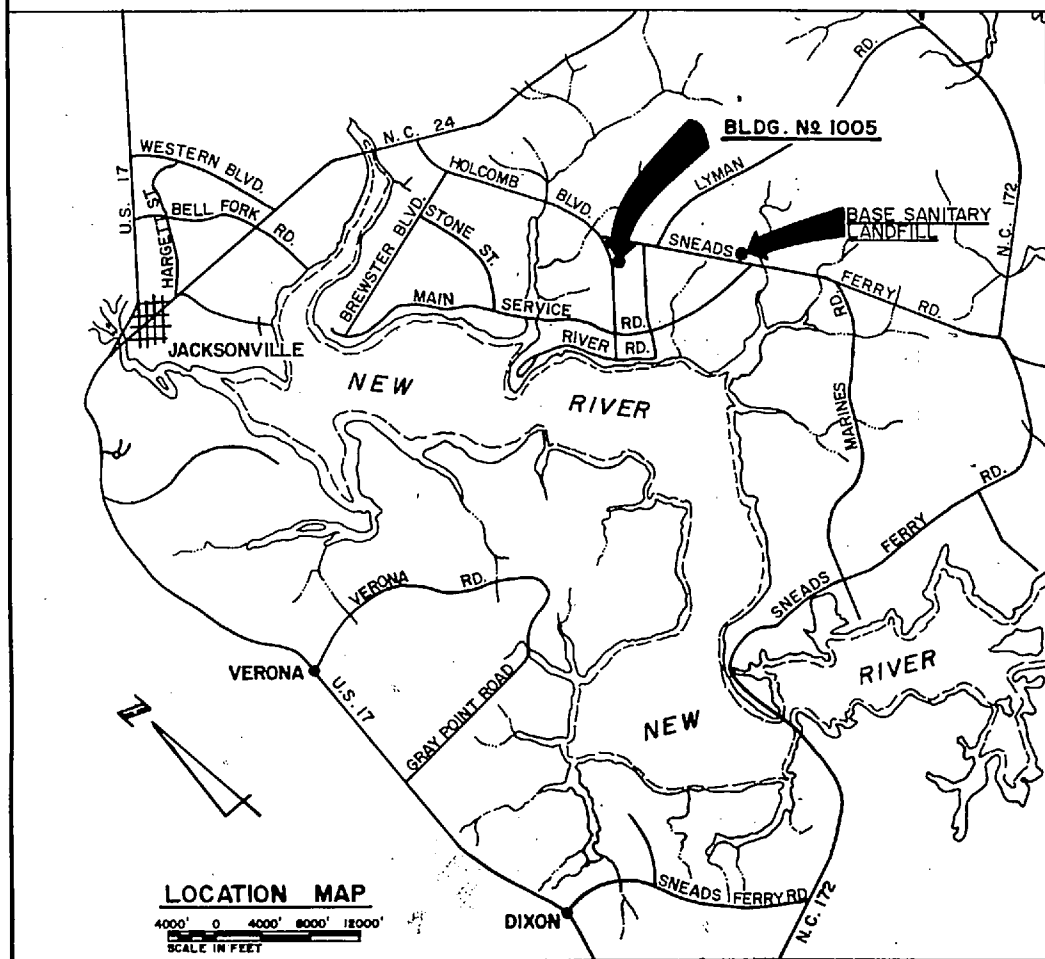 N.C. 24
RD.
BLDG. No 1005
WESTERN BLVD.
U.S. 17
HARGETT ST.
BELL FORK RD.
HOLCOMB BLVD.
LYMAN
N.C. 172
BREWSTER BLVD.
STONE ST.
SNEADS
BASE SANITARY
LANDFILL
FERRY
RD.
MAIN SERVICE RD.
RIVER RD.
RD.
MARINES
JACKSONVILLE
NEW
RIVER
RD.
FERRY
SNEADS
VERONA RD.
VERONA
U.S. 17
GRAY POINT ROAD
RIVER
NEW
N
LOCATION MAP
4000' 0 4000' 8000' 12000'
SCALE IN FEET
SNEADS FERRY RD
DIXON
N.C. 172